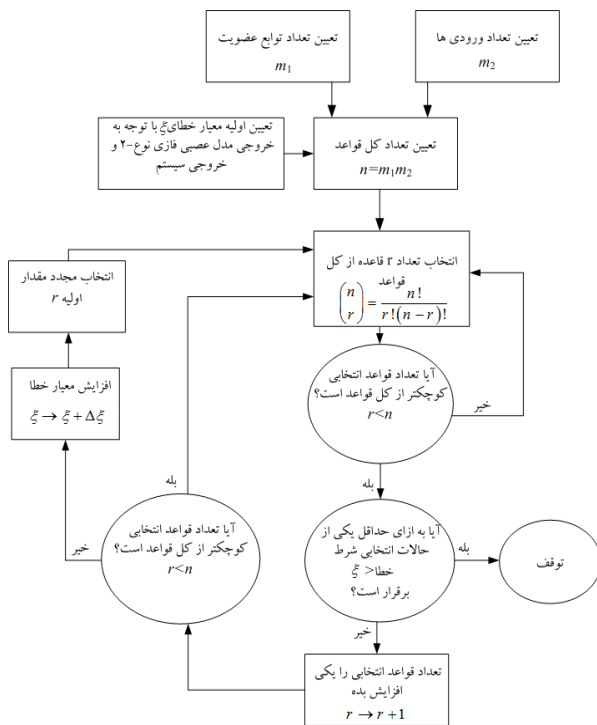 تعیین تعداد توابع عضویت
m₁
تعیین تعداد ورودی ها
m₂
تعیین اولیه معیار خطای ξ با توجه به
خروجی مدل عصبی فازی نوع-۲ و
خروجی سیستم
تعیین تعداد کل قواعد
n=m₁m₂
انتخاب تعداد r قاعده از کل
قواعد
(n r) = n! / r!(n−r)!
انتخاب مجدد مقدار
اولیه r
آیا تعداد قواعد انتخابی
کوچکتر از کل قواعد است؟
r<n
خیر
بله
افزایش معیار خطا
ξ → ξ + Δξ
بله
آیا تعداد قواعد انتخابی
کوچکتر از کل قواعد است؟
r<n
خیر
آیا به ازای حداقل یکی از
حالات انتخابی شرط
خطا< ξ
برقرار است؟
بله
توقف
خیر
تعداد قواعد انتخابی را یکی
افزایش بده
r → r + 1